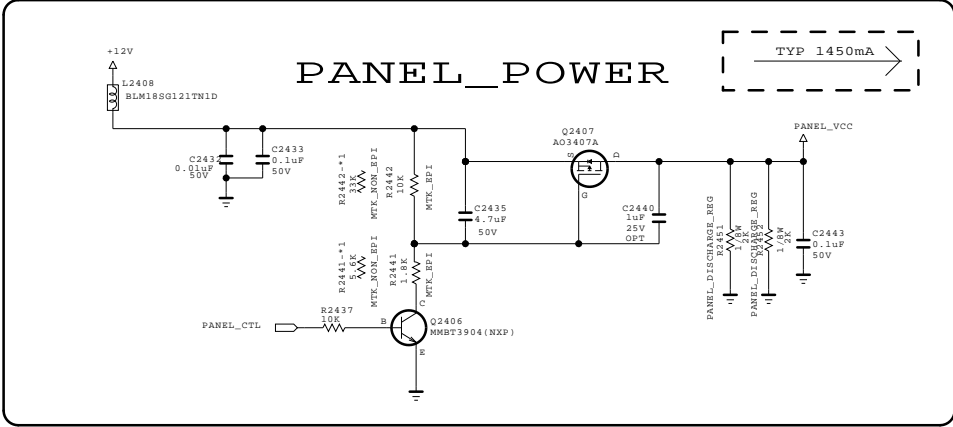 PANEL_POWER
TYP 1450mA
+12V
L2408
BLM18SG121TN1D
C2432
0.01uF
50V
C2433
0.1uF
50V
R2442-*1
33K
MTK_NON_EPI
R2442
10K
MTK_EPI
C2435
4.7uF
50V
Q2407
AO3407A
S
D
G
C2440
1uF
25V
OPT
PANEL_VCC
PANEL_DISCHARGE_REG
R2451
1/8W
2K
PANEL_DISCHARGE_REG
R2452
1/8W
2K
C2443
0.1uF
50V
R2441-*1
5.6K
MTK_NON_EPI
R2441
1.8K
MTK_EPI
PANEL_CTL
R2437
10K
B
C
E
Q2406
MMBT3904(NXP)